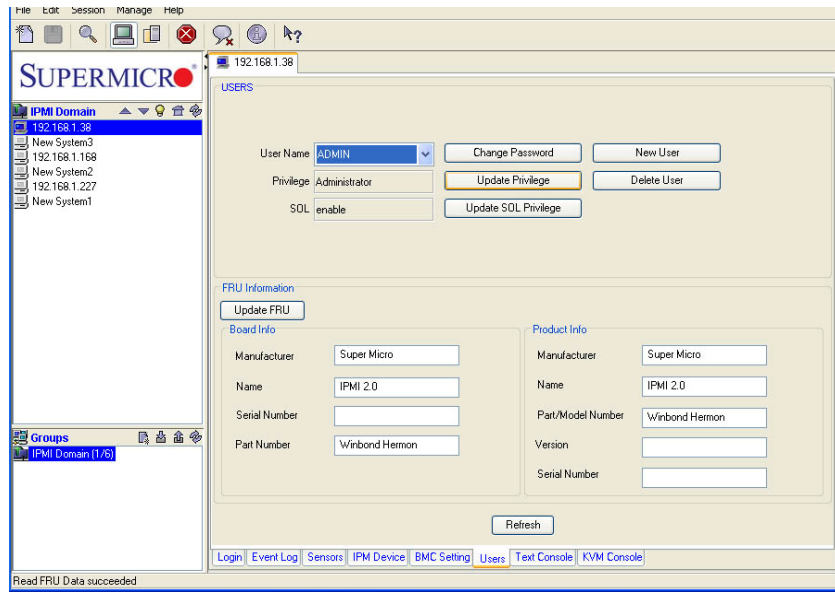 File Edit Session Manage Help
SUPERMICRO
192.168.1.38
IPMI Domain
192.168.1.38
New System3
192.168.1.168
New System2
192.168.1.227
New System1
USERS
User Name ADMIN Change Password New User
Privilege Administrator Update Privilege Delete User
SOL enable Update SOL Privilege
FRU Information
Update FRU
Board Info
Manufacturer Super Micro
Name IPMI 2.0
Serial Number
Part Number Winbond Hermon
Product Info
Manufacturer Super Micro
Name IPMI 2.0
Part/Model Number Winbond Hermon
Version
Serial Number
Groups
IPMI Domain (1/6)
Refresh
Login Event Log Sensors IPM Device BMC Setting Users Text Console KVM Console
Read FRU Data succeeded